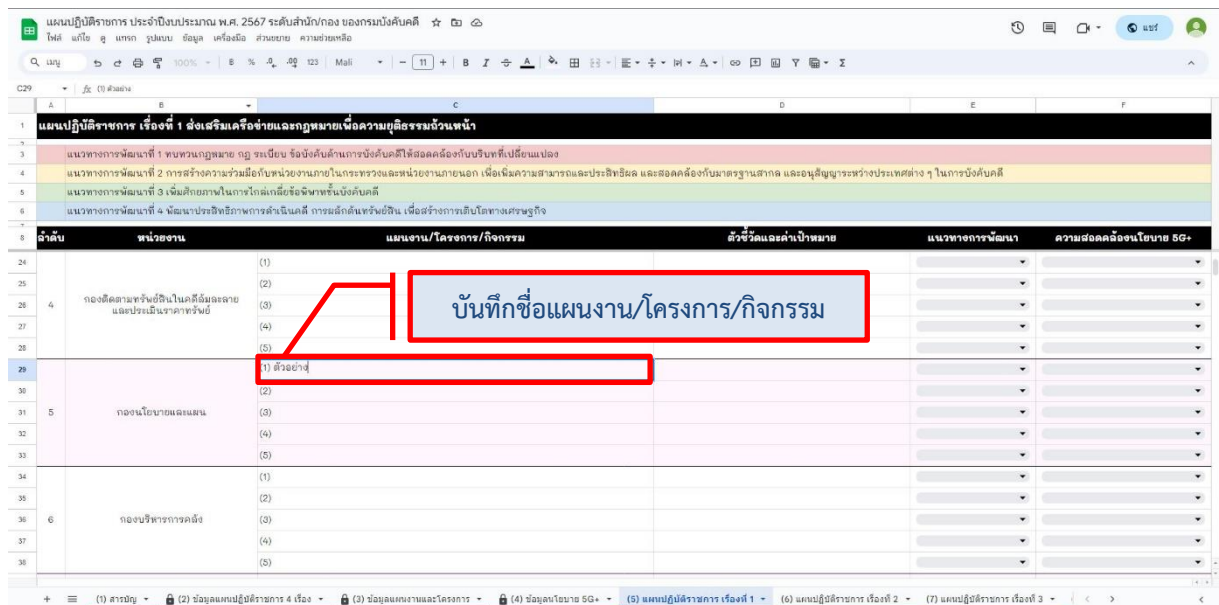 แผนปฏิบัติราชการ ประจำปีงบประมาณ พ.ศ. 2567 ระดับสำนัก/กอง ของกรมบังคับคดี
ไฟล์ แก้ไข ดู แทรก รูปแบบ ข้อมูล เครื่องมือ ส่วนขยาย ความช่วยเหลือ
แชร์
เมนู 100% B % .0 .00 123 Mali - 11 + B I A
C29 fx (1) ตัวอย่าง
A B C D E F
1 แผนปฏิบัติราชการ เรื่องที่ 1 ส่งเสริมเครือข่ายและกฎหมายเพื่อความยุติธรรมถ้วนหน้า
3 แนวทางการพัฒนาที่ 1 ทบทวนกฎหมาย กฎ ระเบียบ ข้อบังคับด้านการบังคับคดีให้สอดคล้องกับบริบทที่เปลี่ยนแปลง
4 แนวทางการพัฒนาที่ 2 การสร้างความร่วมมือกับหน่วยงานภายในกระทรวงและหน่วยงานภายนอก เพื่อเพิ่มความสามารถและประสิทธิผล และสอดคล้องกับมาตรฐานสากล และอนุสัญญาระหว่างประเทศต่าง ๆ ในการบังคับคดี
5 แนวทางการพัฒนาที่ 3 เพิ่มศักยภาพในการไกล่เกลี่ยข้อพิพาทชั้นบังคับคดี
6 แนวทางการพัฒนาที่ 4 พัฒนาประสิทธิภาพการดำเนินคดี การผลักดันทรัพย์สิน เพื่อสร้างการเติบโตทางเศรษฐกิจ
8 ลำดับ หน่วยงาน แผนงาน/โครงการ/กิจกรรม ตัวชี้วัดและค่าเป้าหมาย แนวทางการพัฒนา ความสอดคล้องนโยบาย 5G+
24 (1)
25 (2)
26 4 กองติดตามทรัพย์สินในคดีล้มละลาย
และประเมินราคาทรัพย์ (3)
บันทึกชื่อแผนงาน/โครงการ/กิจกรรม
27 (4)
28 (5)
29 (1) ตัวอย่าง
30 (2)
31 5 กองนโยบายและแผน (3)
32 (4)
33 (5)
34 (1)
35 (2)
36 6 กองบริหารการคลัง (3)
37 (4)
38 (5)
(1) สารบัญ (2) ข้อมูลแผนปฏิบัติราชการ 4 เรื่อง (3) ข้อมูลแผนงานและโครงการ (4) ข้อมูลนโยบาย 5G+ (5) แผนปฏิบัติราชการ เรื่องที่ 1 (6) แผนปฏิบัติราชการ เรื่องที่ 2 (7) แผนปฏิบัติราชการ เรื่องที่ 3